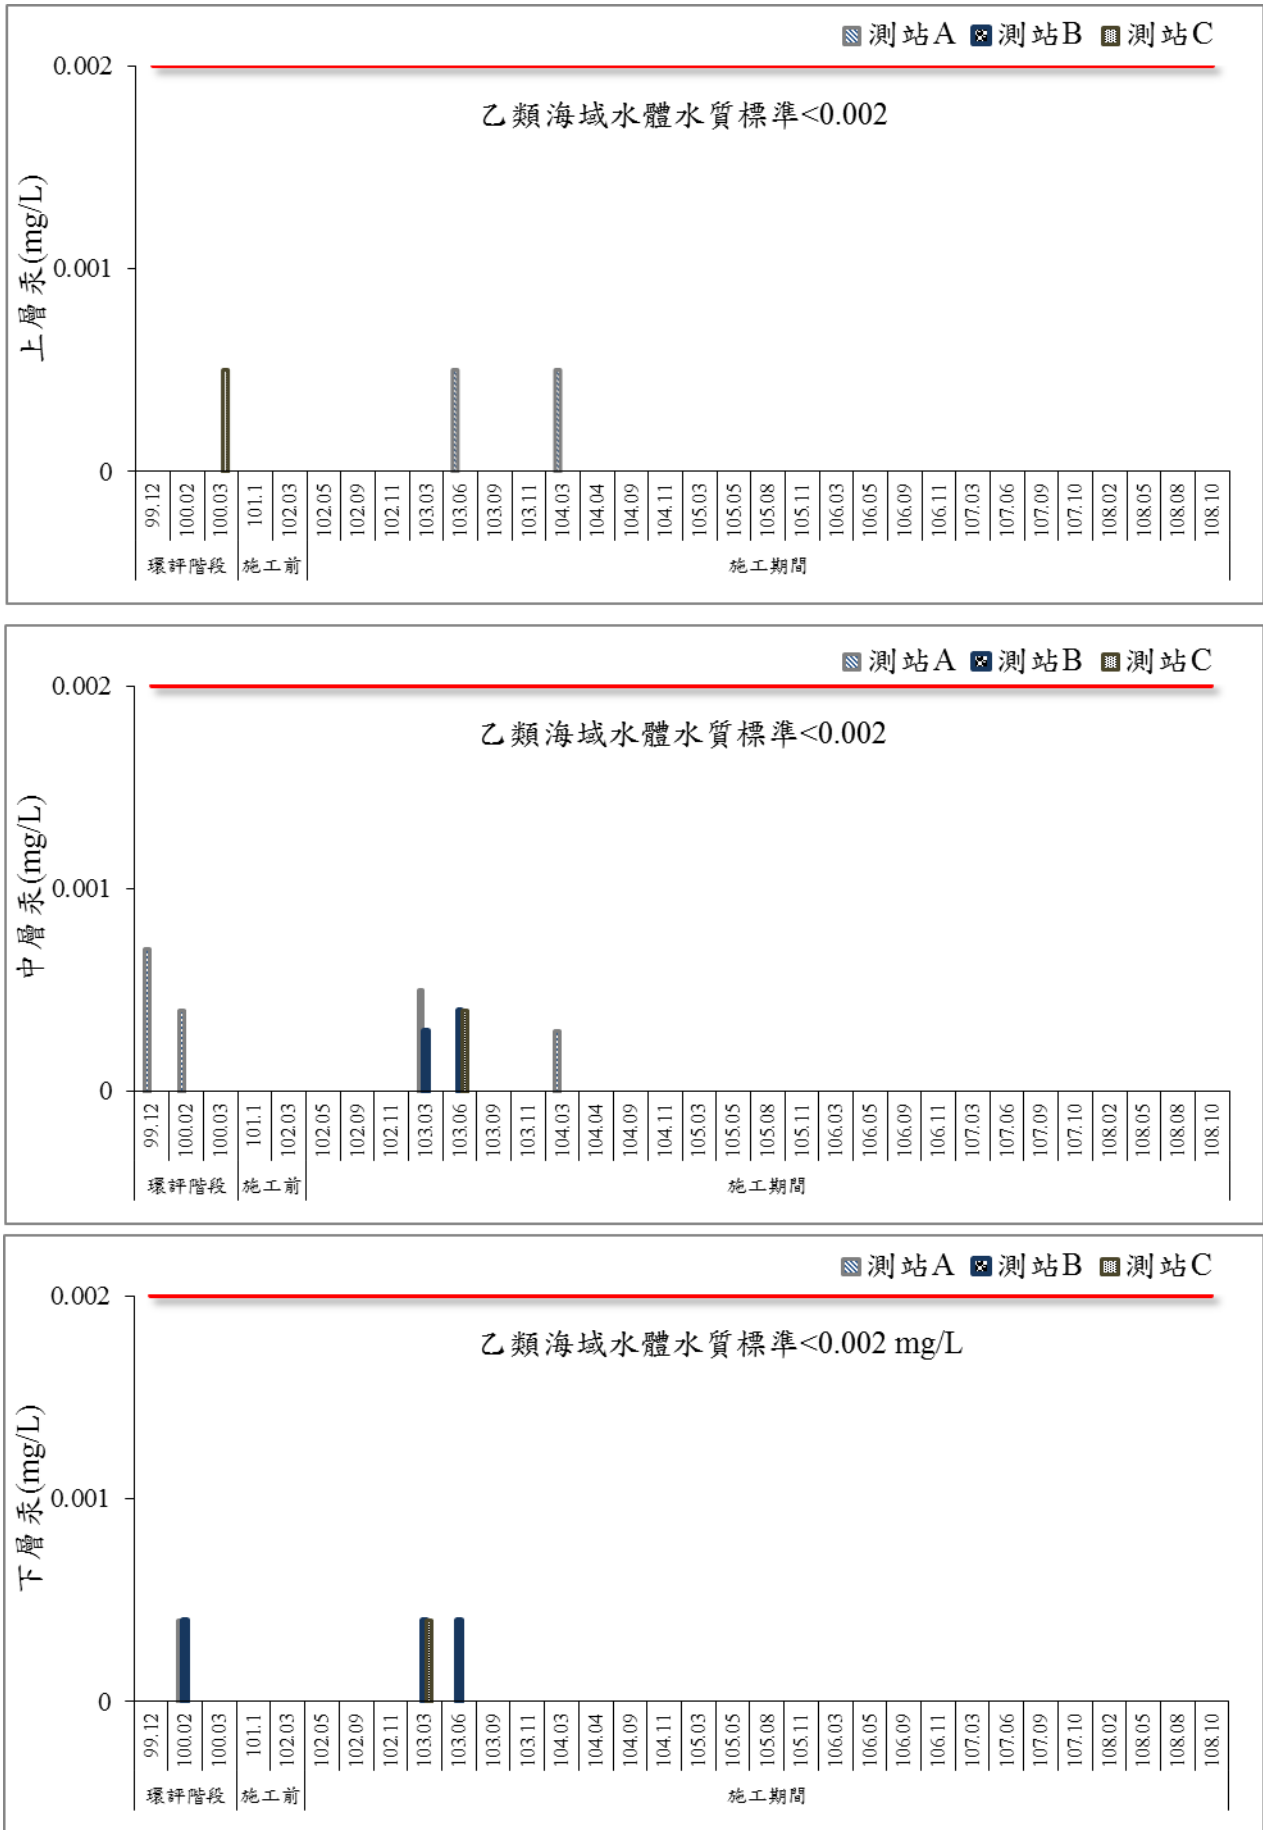 測站A 測站B 測站C
0.002
乙類海域水體水質標準<0.002
上層汞(mg/L)
0.001
0
99.12 100.02 100.03 101.1 102.03 102.05 102.09 102.11 103.03 103.06 103.09 103.11 104.03 104.04 104.09 104.11 105.03 105.05 105.08 105.11 106.03 106.05 106.09 106.11 107.03 107.06 107.09 107.10 108.02 108.05 108.08 108.10
環評階段 施工前 施工期間
測站A 測站B 測站C
0.002
乙類海域水體水質標準<0.002
中層汞(mg/L)
0.001
0
99.12 100.02 100.03 101.1 102.03 102.05 102.09 102.11 103.03 103.06 103.09 103.11 104.03 104.04 104.09 104.11 105.03 105.05 105.08 105.11 106.03 106.05 106.09 106.11 107.03 107.06 107.09 107.10 108.02 108.05 108.08 108.10
環評階段 施工前 施工期間
測站A 測站B 測站C
0.002
乙類海域水體水質標準<0.002 mg/L
下層汞(mg/L)
0.001
0
99.12 100.02 100.03 101.1 102.03 102.05 102.09 102.11 103.03 103.06 103.09 103.11 104.03 104.04 104.09 104.11 105.03 105.05 105.08 105.11 106.03 106.05 106.09 106.11 107.03 107.06 107.09 107.10 108.02 108.05 108.08 108.10
環評階段 施工前 施工期間